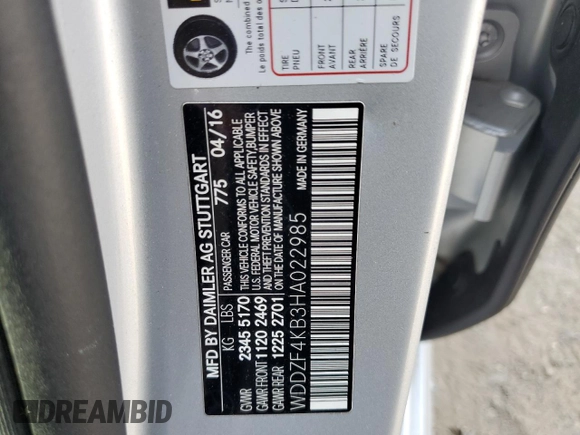 The combined
Le poids total des o
TIRE
PNEU
FRONT
AVANT
REAR
ARRIÈRE
SPARE
DE SECOURS
MFD BY DAIMLER AG STUTTGART
PASSENGER CAR 775 04/16
KG LBS
GVWR 2345 5170
GAWR FRONT 1120 2469
GAWR REAR 1225 2701
THIS VEHICLE CONFORMS TO ALL APPLICABLE
U.S. FEDERAL MOTOR VEHICLE SAFETY, BUMPER
AND THEFT PREVENTION STANDARDS IN EFFECT
ON THE DATE OF MANUFACTURE SHOWN ABOVE
WDDZF4KB3HA022985 MADE IN GERMANY
DREAMBID